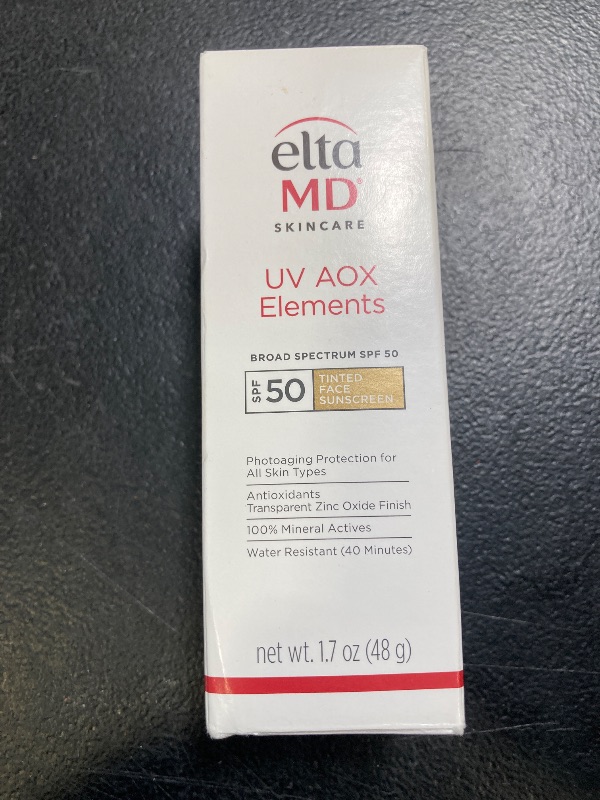 elta
MD®
SKINCARE
UV AOX
Elements
BROAD SPECTRUM SPF 50
SPF 50
TINTED
FACE
SUNSCREEN
Photoaging Protection for
All Skin Types
Antioxidants
Transparent Zinc Oxide Finish
100% Mineral Actives
Water Resistant (40 Minutes)
net wt. 1.7 oz (48 g)